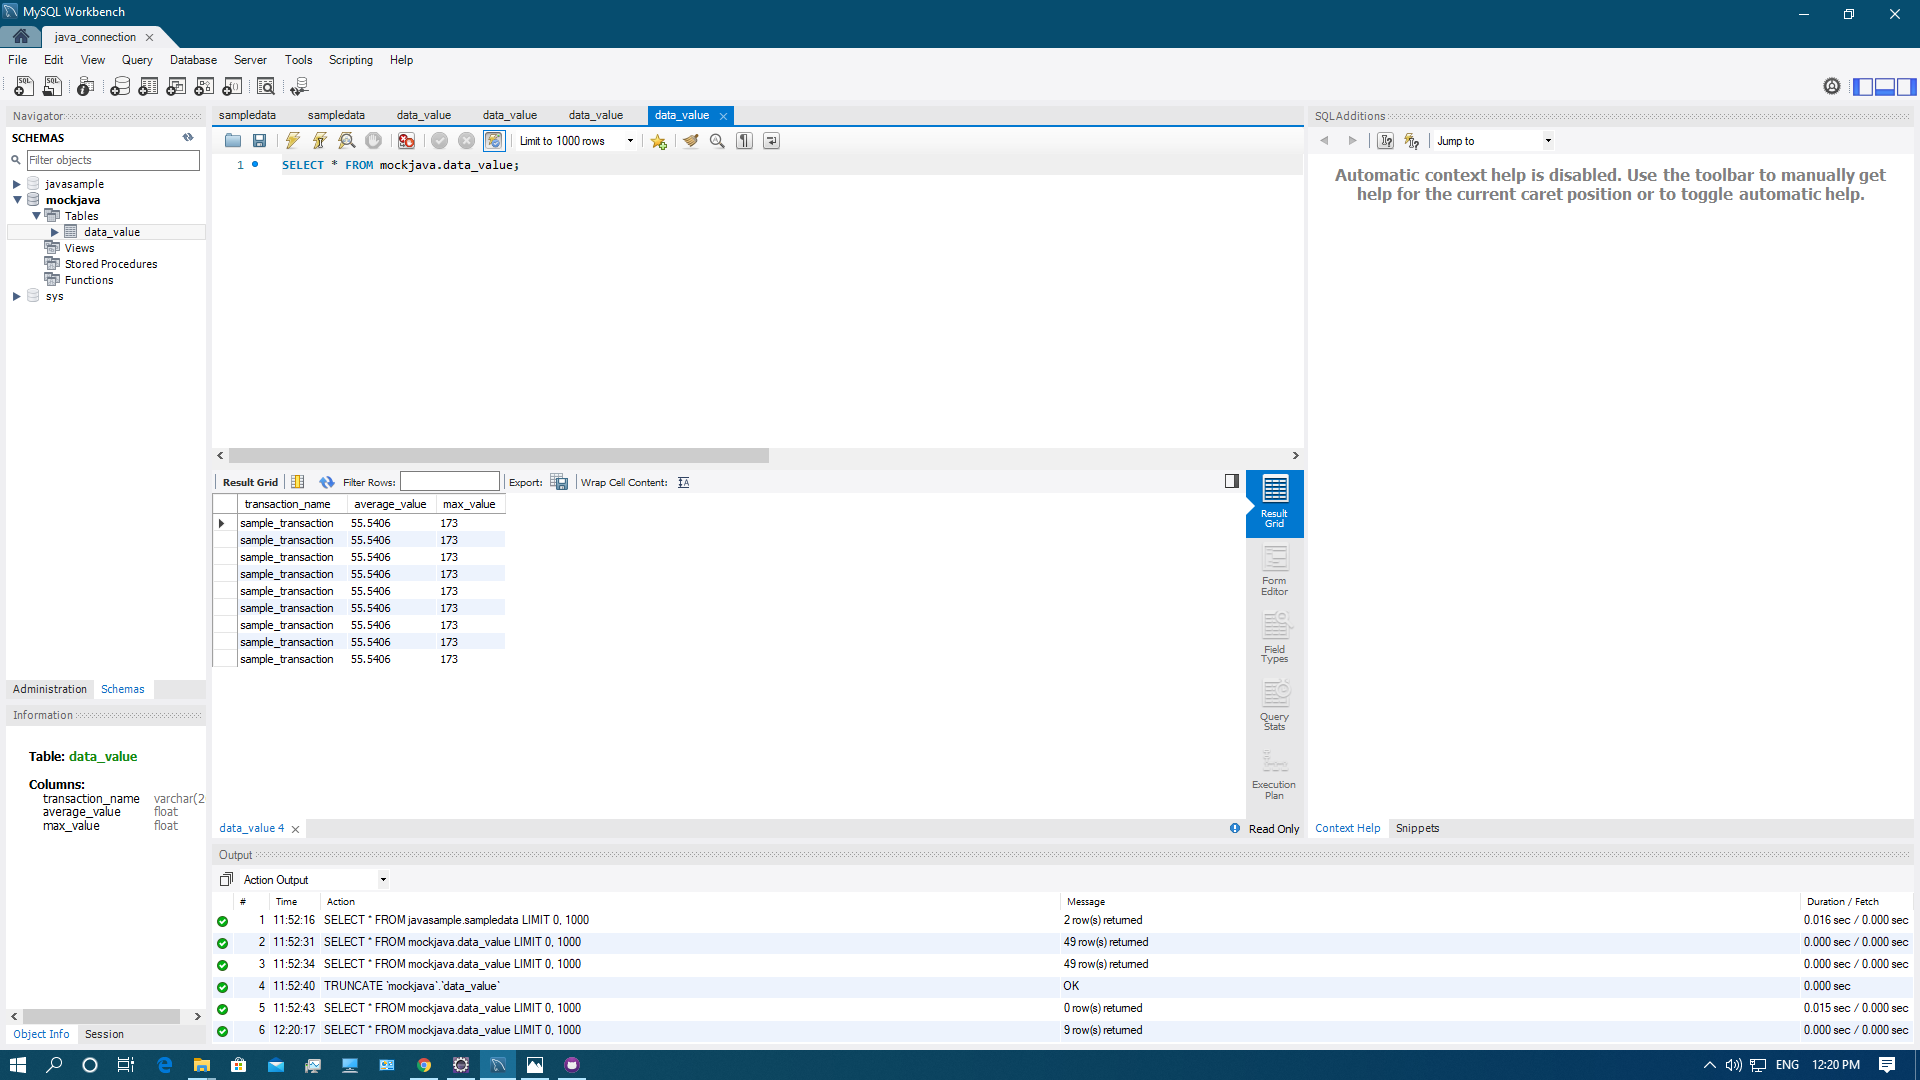 MySQL Workbench
java_connection
File Edit View Query Database Server Tools Scripting Help
Navigator
SCHEMAS
Filter objects
javasample
mockjava
Tables
data_value
Views
Stored Procedures
Functions
sys
Administration Schemas
Information
Table: data_value
Columns:
transaction_name varchar(2
average_value float
max_value float
Object Info Session
sampledata sampledata data_value data_value data_value data_value
Limit to 1000 rows
1 SELECT * FROM mockjava.data_value;
Result Grid Filter Rows: Export: Wrap Cell Content:
transaction_name average_value max_value
sample_transaction 55.5406 173
sample_transaction 55.5406 173
sample_transaction 55.5406 173
sample_transaction 55.5406 173
sample_transaction 55.5406 173
sample_transaction 55.5406 173
sample_transaction 55.5406 173
sample_transaction 55.5406 173
sample_transaction 55.5406 173
Result
Grid
Form
Editor
Field
Types
Query
Stats
Execution
Plan
data_value 4 Read Only
SQLAdditions
Jump to
Automatic context help is disabled. Use the toolbar to manually get
help for the current caret position or to toggle automatic help.
Context Help Snippets
Output
Action Output
# Time Action Message Duration / Fetch
1 11:52:16 SELECT * FROM javasample.sampledata LIMIT 0, 1000 2 row(s) returned 0.016 sec / 0.000 sec
2 11:52:31 SELECT * FROM mockjava.data_value LIMIT 0, 1000 49 row(s) returned 0.000 sec / 0.000 sec
3 11:52:34 SELECT * FROM mockjava.data_value LIMIT 0, 1000 49 row(s) returned 0.000 sec / 0.000 sec
4 11:52:40 TRUNCATE `mockjava`.`data_value` OK 0.000 sec
5 11:52:43 SELECT * FROM mockjava.data_value LIMIT 0, 1000 0 row(s) returned 0.015 sec / 0.000 sec
6 12:20:17 SELECT * FROM mockjava.data_value LIMIT 0, 1000 9 row(s) returned 0.000 sec / 0.000 sec
ENG 12:20 PM